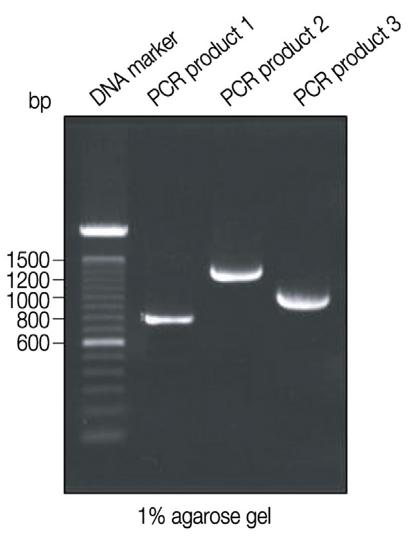 DNA marker
PCR product 1
PCR product 2
PCR product 3
bp
1500
1200
1000
800
600
1% agarose gel